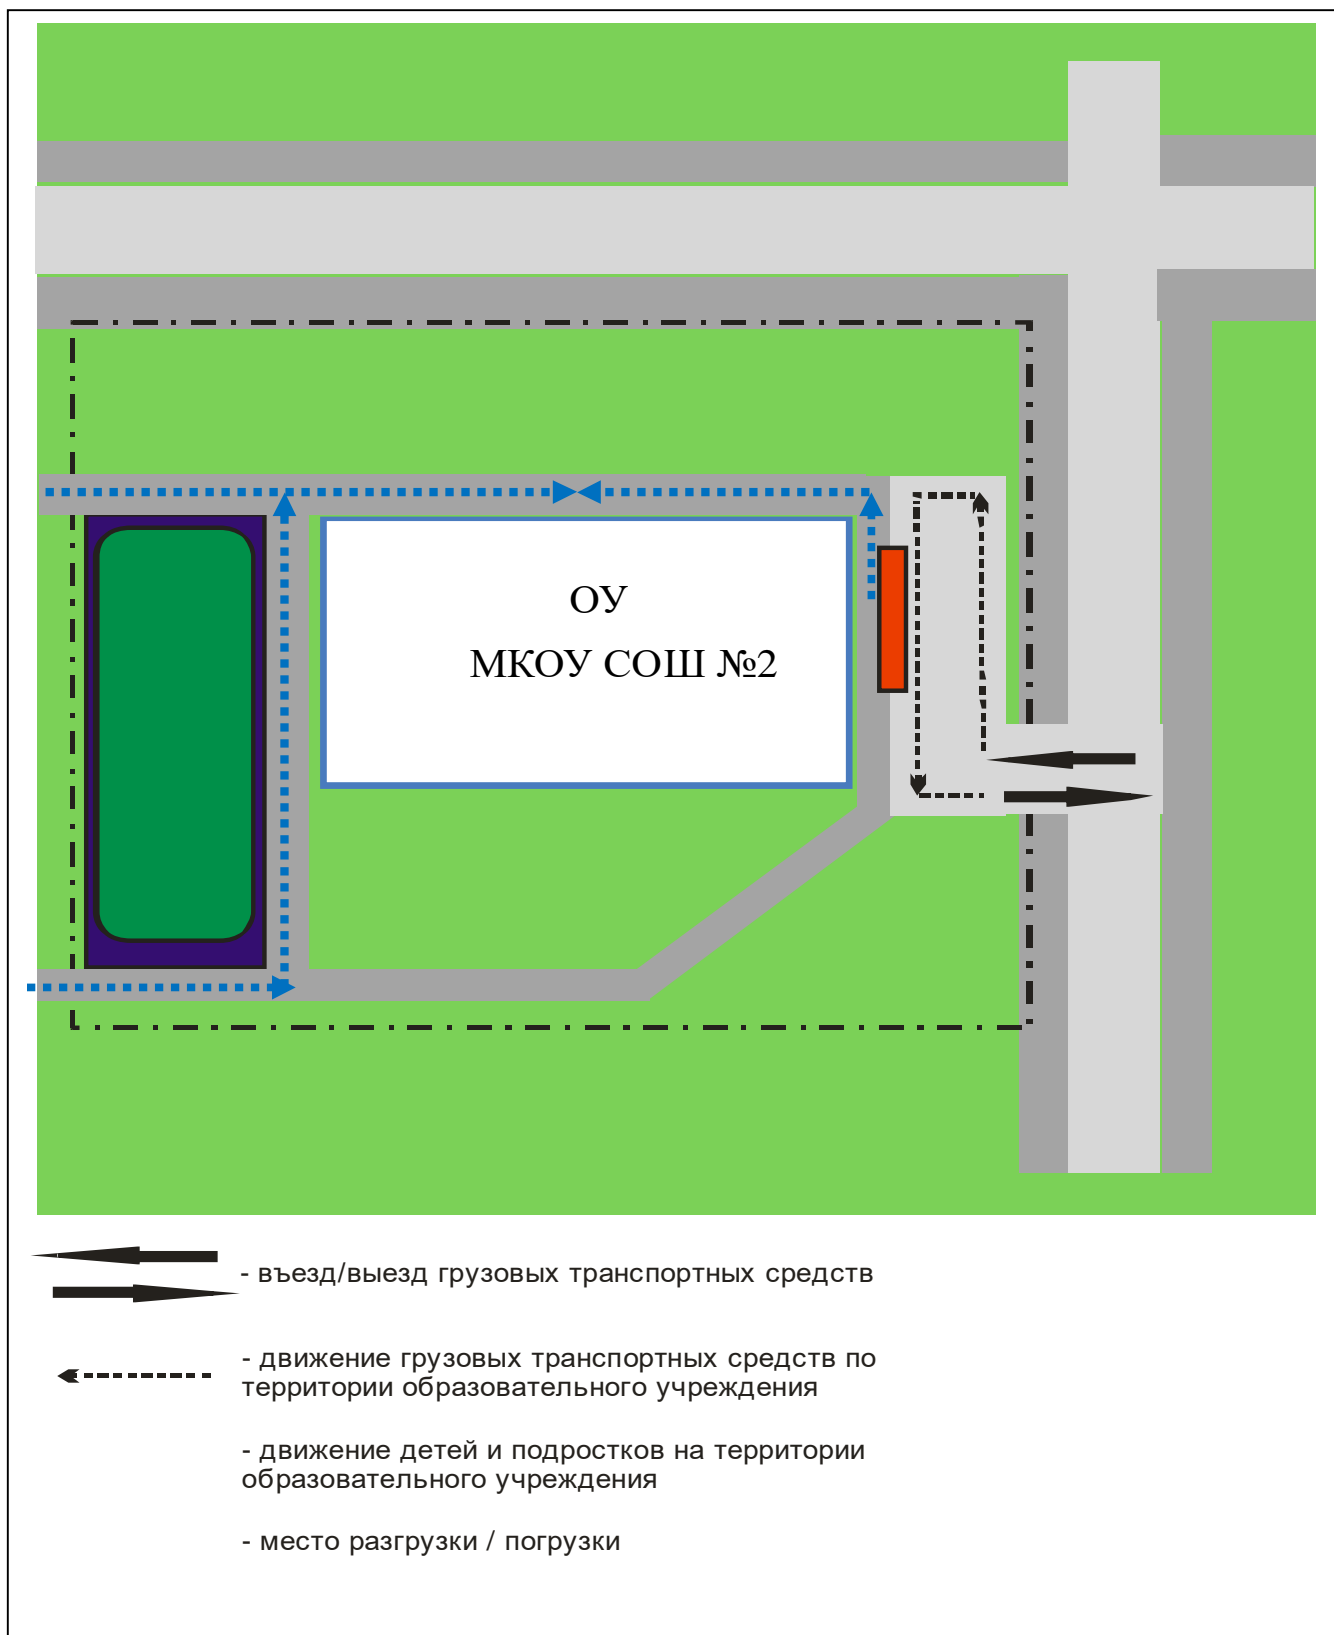 ОУ
МКОУ СОШ №2
- въезд/выезд грузовых транспортных средств
- движение грузовых транспортных средств по
территории образовательного учреждения
- движение детей и подростков на территории
образовательного учреждения
- место разгрузки / погрузки